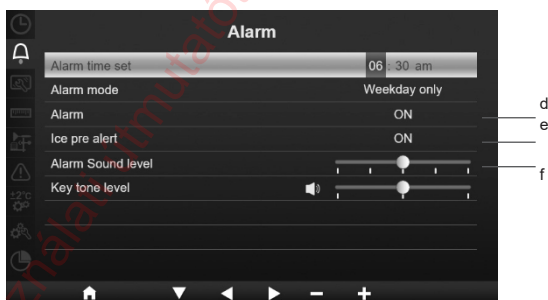 Alarm
Alarm time set 06 : 30 am
Alarm mode Weekday only
Alarm ON
Ice pre alert ON
Alarm Sound level
Key tone level
±2°C
d
e
f